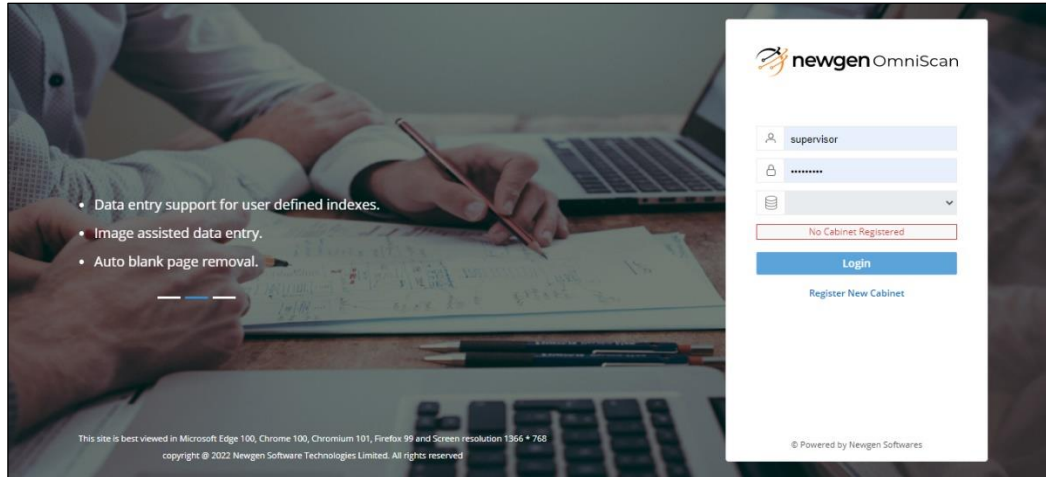 • Data entry support for user defined indexes.
• Image assisted data entry.
• Auto blank page removal.
This site is best viewed in Microsoft Edge 100, Chrome 100, Chromium 101, Firefox 99 and Screen resolution 1366 * 768
copyright @ 2022 Newgen Software Technologies Limited. All rights reserved
newgen OmniScan
supervisor
•••••••••
No Cabinet Registered
Login
Register New Cabinet
© Powered by Newgen Softwares